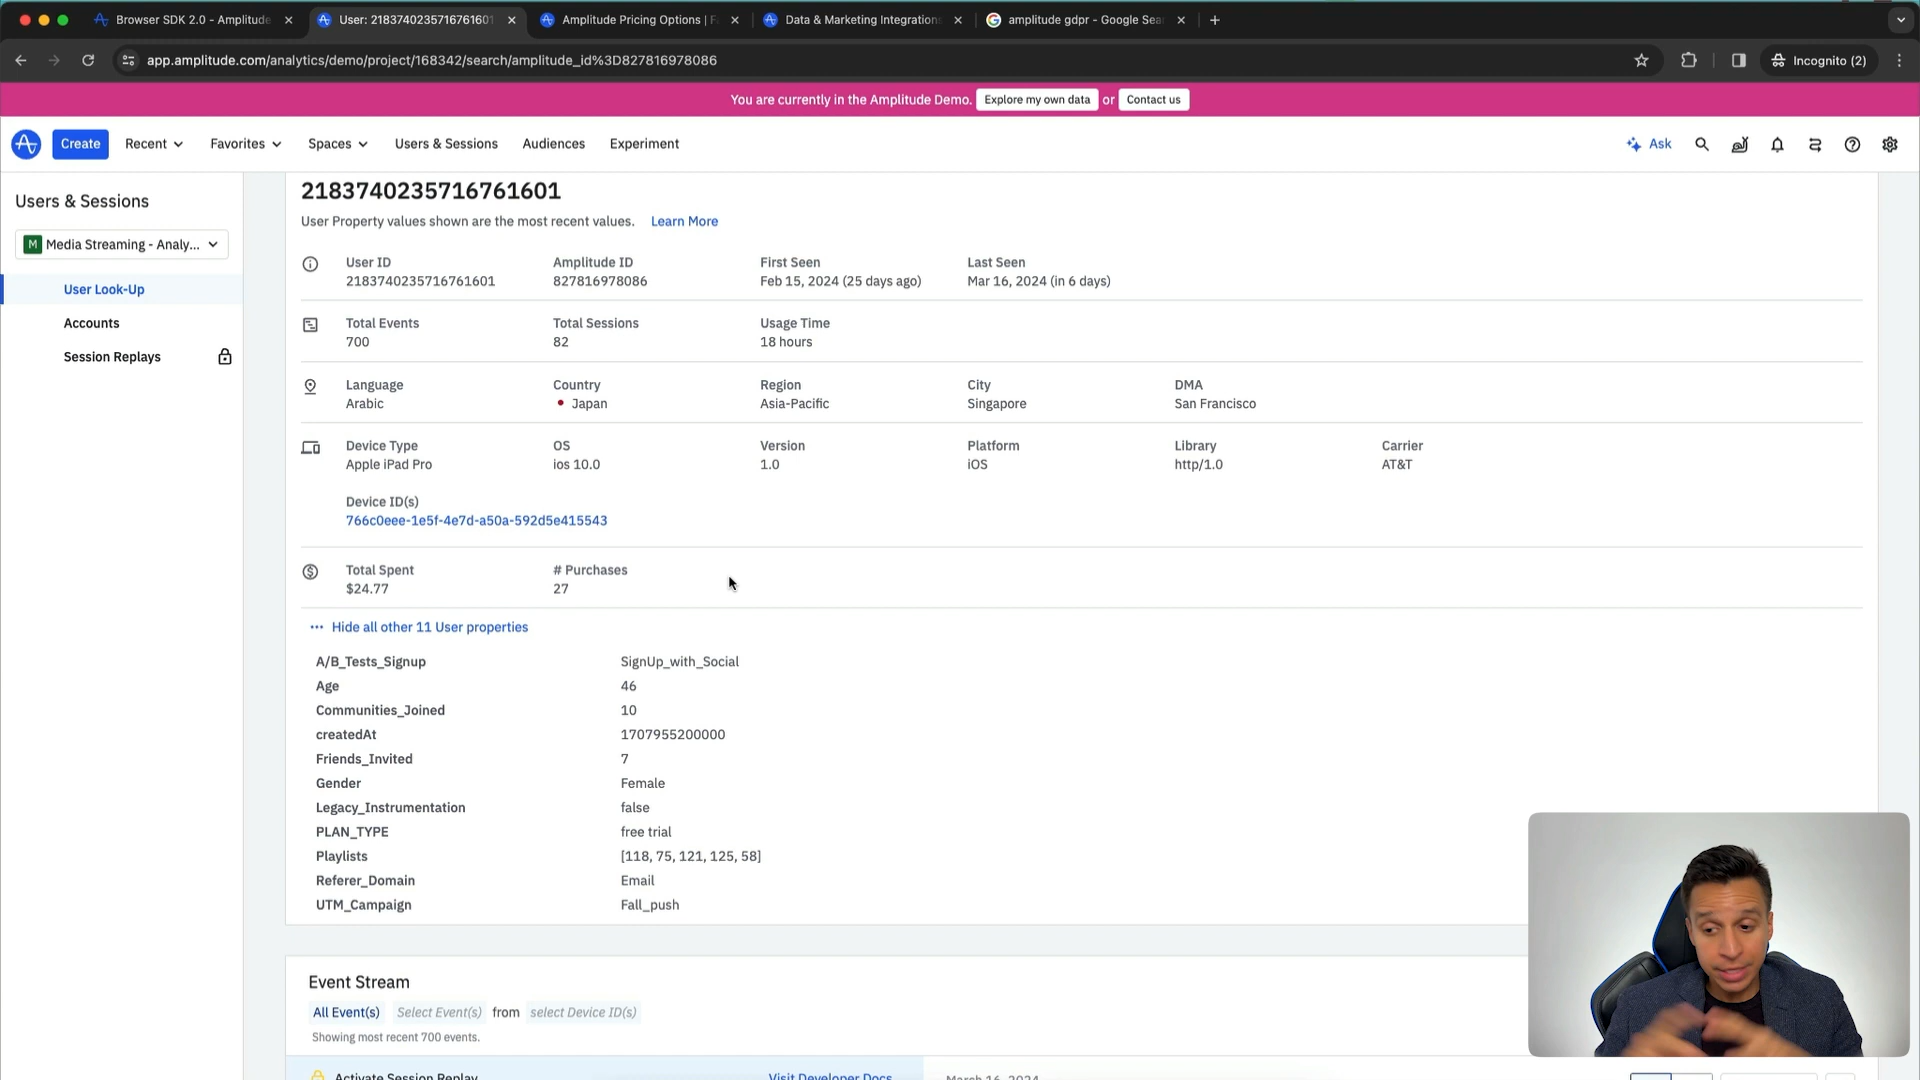 Browser SDK 2.0 - Amplitude
User: 2183740235716761601
Amplitude Pricing Options |
Data & Marketing Integrations
amplitude gdpr - Google Sea
app.amplitude.com/analytics/demo/project/168342/search/amplitude_id%3D827816978086
Incognito (2)
You are currently in the Amplitude Demo. Explore my own data or Contact us
Create Recent Favorites Spaces Users & Sessions Audiences Experiment
Ask
Users & Sessions
M Media Streaming - Analy...
User Look-Up
Accounts
Session Replays
2183740235716761601
User Property values shown are the most recent values. Learn More
User ID Amplitude ID First Seen Last Seen
2183740235716761601 827816978086 Feb 15, 2024 (25 days ago) Mar 16, 2024 (in 6 days)
Total Events Total Sessions Usage Time
700 82 18 hours
Language Country Region City DMA
Arabic Japan Asia-Pacific Singapore San Francisco
Device Type OS Version Platform Library Carrier
Apple iPad Pro ios 10.0 1.0 iOS http/1.0 AT&T
Device ID(s)
766c0eee-1e5f-4e7d-a50a-592d5e415543
Total Spent # Purchases
$24.77 27
Hide all other 11 User properties
A/B_Tests_Signup SignUp_with_Social
Age 46
Communities_Joined 10
createdAt 1707955200000
Friends_Invited 7
Gender Female
Legacy_Instrumentation false
PLAN_TYPE free trial
Playlists [118, 75, 121, 125, 58]
Referer_Domain Email
UTM_Campaign Fall_push
Event Stream
All Event(s) Select Event(s) from select Device ID(s)
Showing most recent 700 events.
Activate Session Replay Visit Developer Docs March 16, 2024